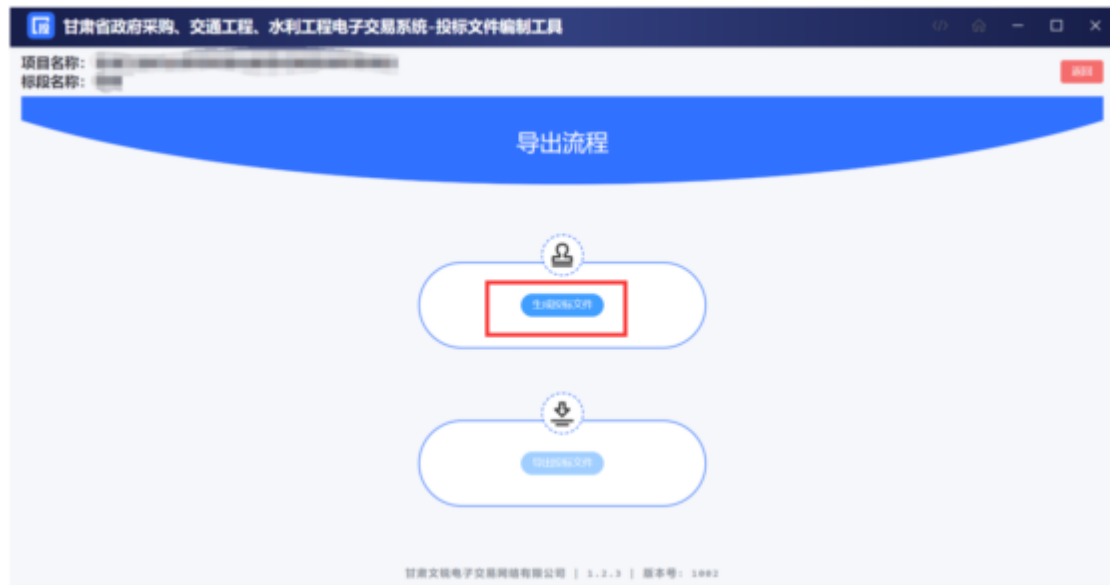 甘肃省政府采购、交通工程、水利工程电子交易系统-投标文件编制工具
项目名称：
标段名称：
返回
导出流程
生成投标文件
导出投标文件
甘肃文锐电子交易网络有限公司 | 1.2.3 | 版本号: 1002